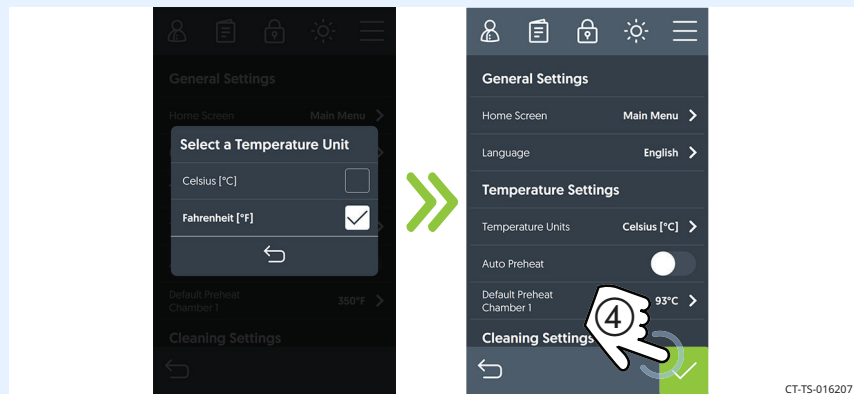 General Settings
Home Screen Main Menu
Select a Temperature Unit
Celsius [°C]
Fahrenheit [°F]
Default Preheat
Chamber 1
350°F
Cleaning Settings
General Settings
Home Screen Main Menu
Language English
Temperature Settings
Temperature Units Celsius [°C]
Auto Preheat
Default Preheat
Chamber 1
93°C
Cleaning Settings
4
CT-TS-016207